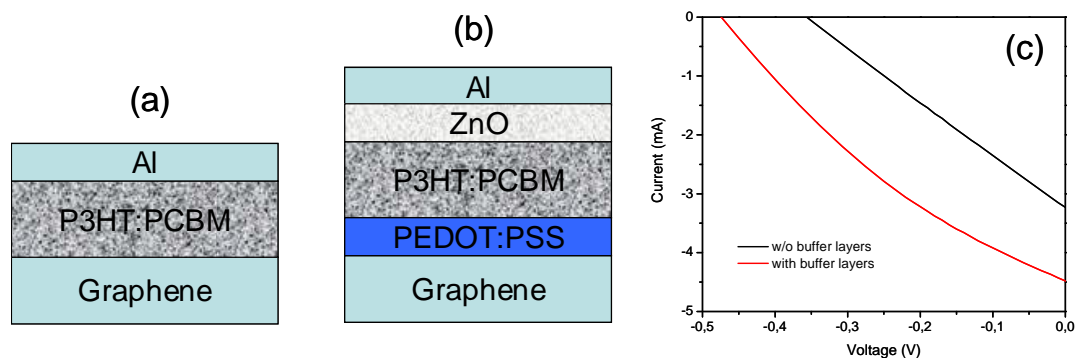 (a)
Al
P3HT:PCBM
Graphene
(b)
Al
ZnO
P3HT:PCBM
PEDOT:PSS
Graphene
(c)
0
-1
-2
-3
-4
-5
Current (mA)
w/o buffer layers
with buffer layers
-0,5
-0,4
-0,3
-0,2
-0,1
0,0
Voltage (V)